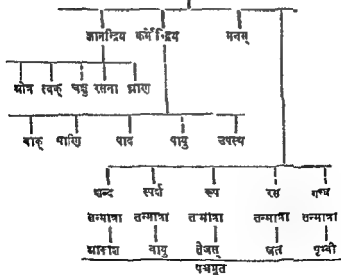 ज्ञानेन्द्रिय कर्मेन्द्रिय मनस्
श्रोत्र त्वक् चक्षु रसना घ्राण
वाक् पाणि पाद पायु उपस्थ
शब्द स्पर्श रूप रस गन्ध
तन्मात्रा तन्मात्रा तन्मात्रा तन्मात्रा तन्मात्रा
आकाश वायु तेजस् जल पृथ्वी
पंचभूत